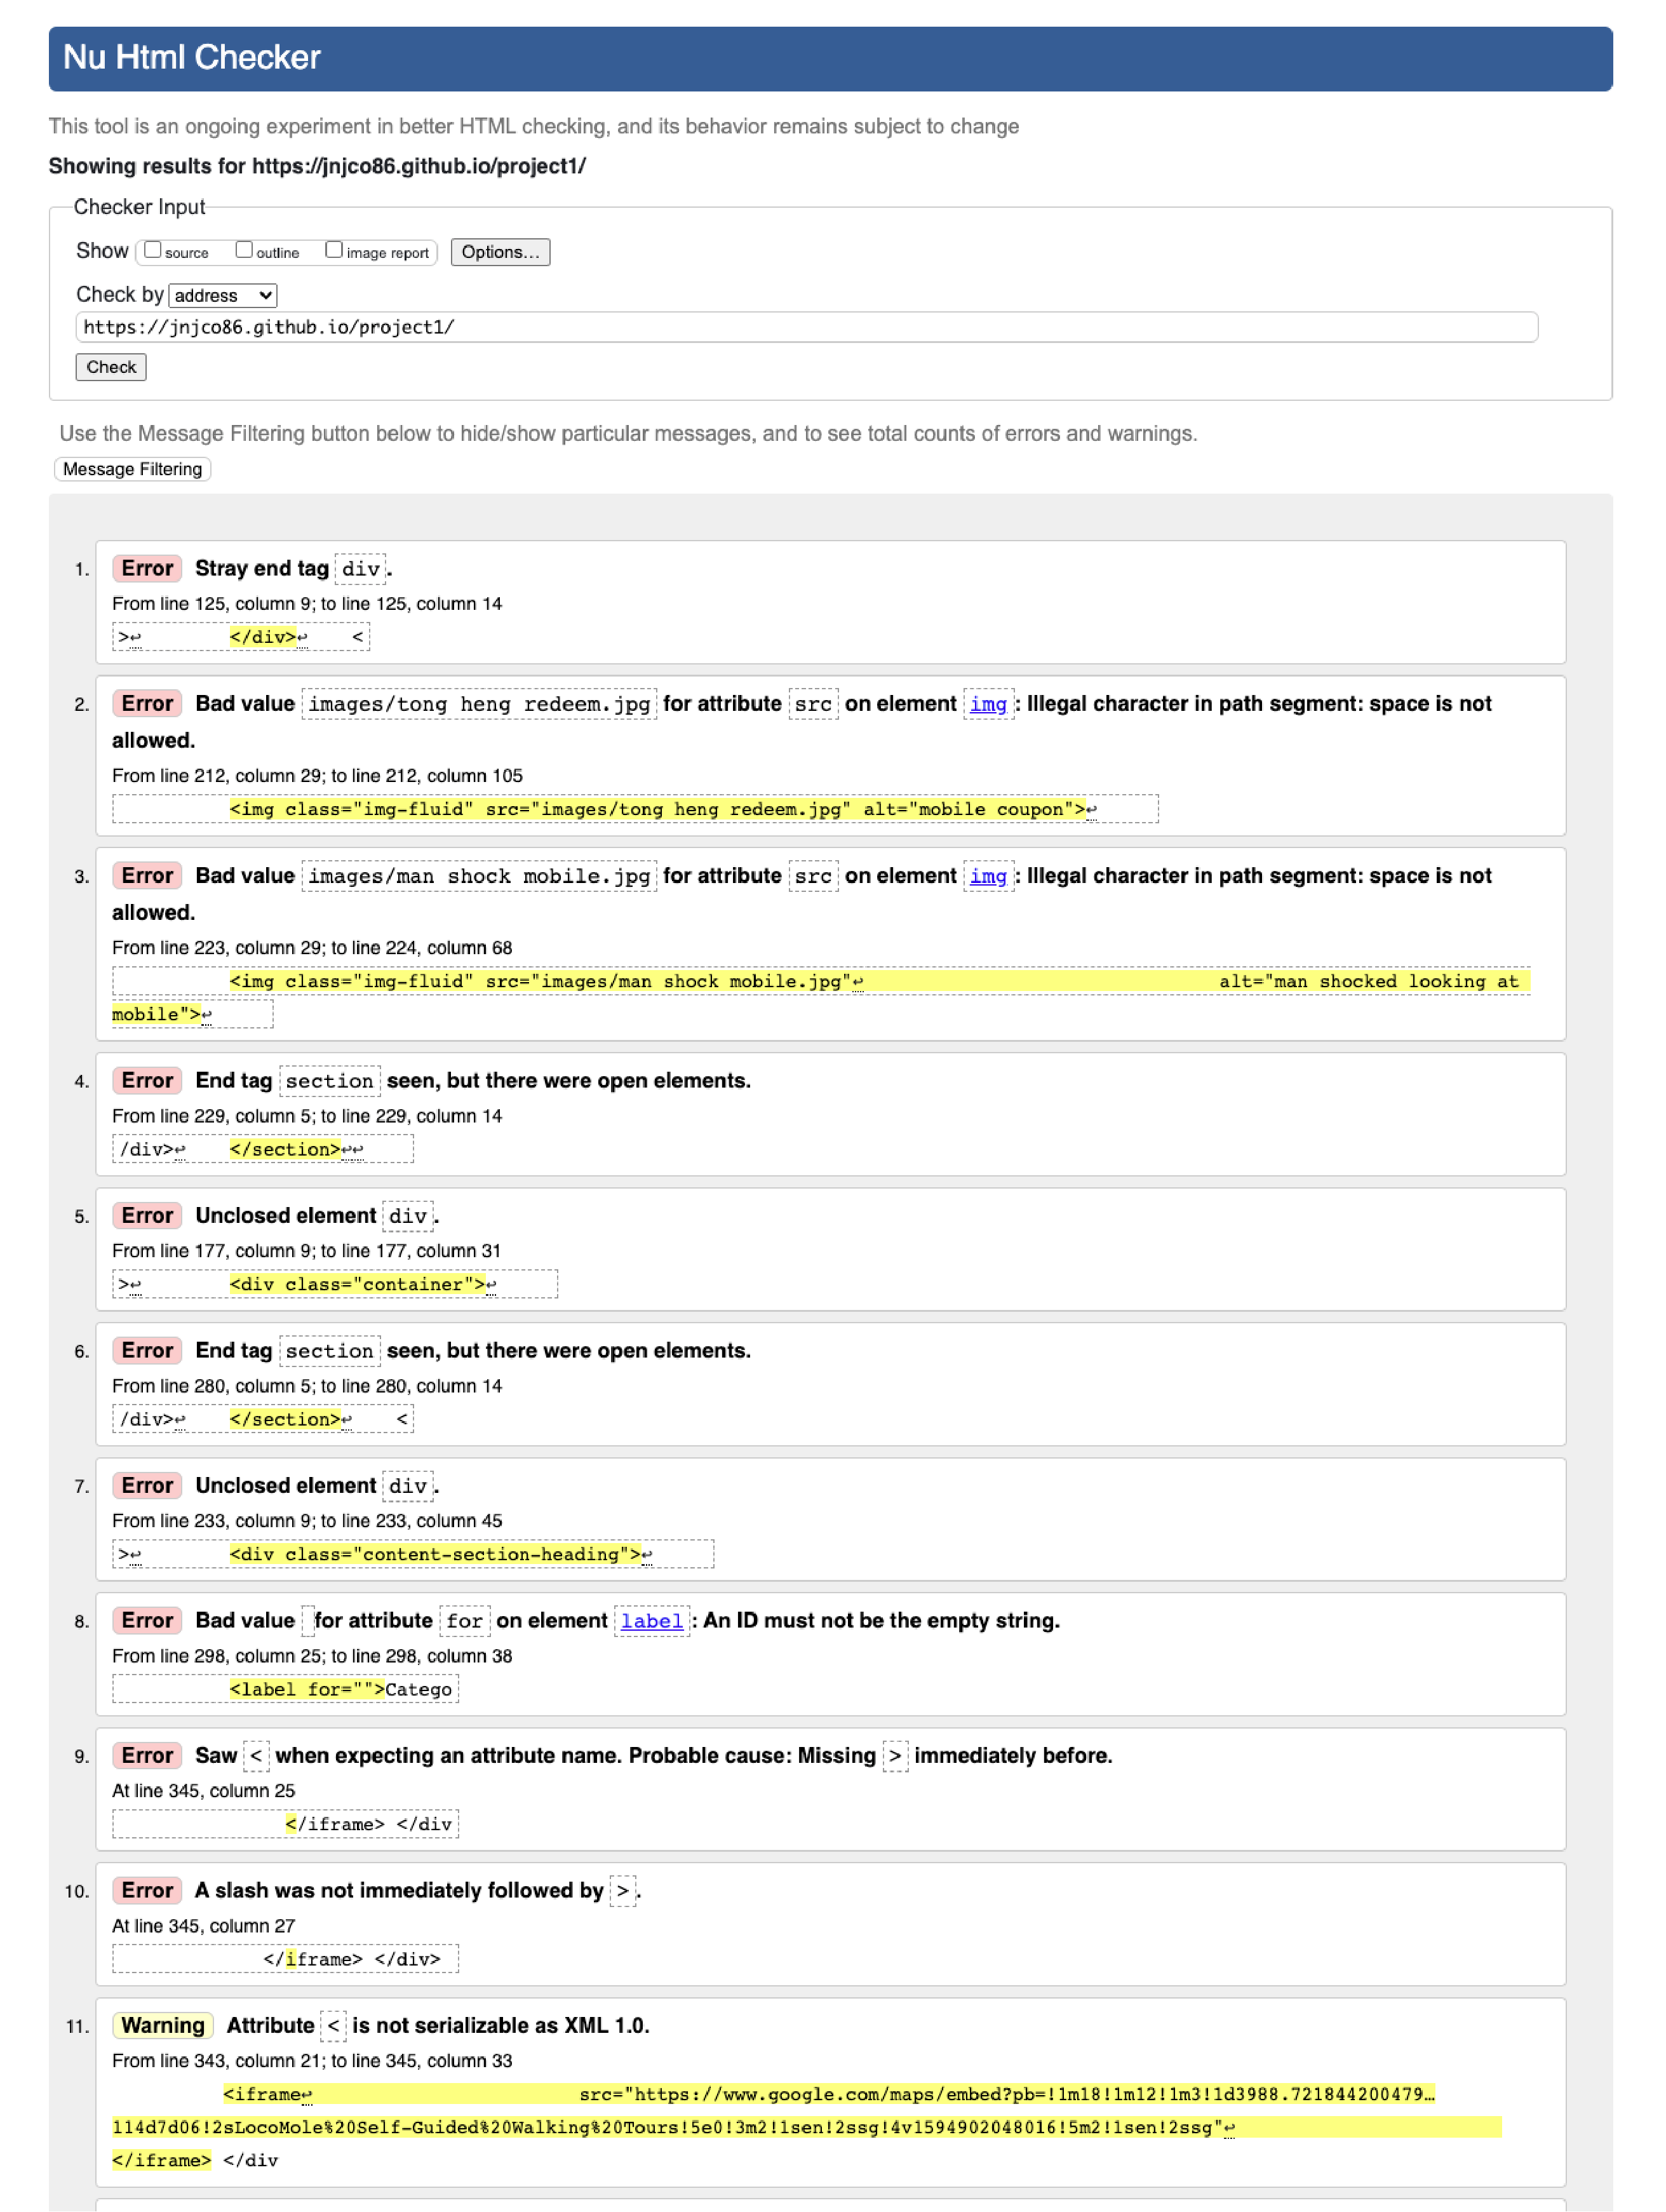 Nu Html Checker
This tool is an ongoing experiment in better HTML checking, and its behavior remains subject to change
Showing results for https://jnjco86.github.io/project1/
Checker Input
Show source outline image report Options...
Check by address
https://jnjco86.github.io/project1/
Check
Use the Message Filtering button below to hide/show particular messages, and to see total counts of errors and warnings.
Message Filtering
1. Error Stray end tag div.
From line 125, column 9; to line 125, column 14
>↩ </div>↩ <
2. Error Bad value images/tong heng redeem.jpg for attribute src on element img: Illegal character in path segment: space is not
allowed.
From line 212, column 29; to line 212, column 105
<img class="img-fluid" src="images/tong heng redeem.jpg" alt="mobile coupon">↩
3. Error Bad value images/man shock mobile.jpg for attribute src on element img: Illegal character in path segment: space is not
allowed.
From line 223, column 29; to line 224, column 68
<img class="img-fluid" src="images/man shock mobile.jpg"↩ alt="man shocked looking at
mobile">↩
4. Error End tag section seen, but there were open elements.
From line 229, column 5; to line 229, column 14
/div>↩ </section>↩↩
5. Error Unclosed element div.
From line 177, column 9; to line 177, column 31
>↩ <div class="container">↩
6. Error End tag section seen, but there were open elements.
From line 280, column 5; to line 280, column 14
/div>↩ </section>↩ <
7. Error Unclosed element div.
From line 233, column 9; to line 233, column 45
>↩ <div class="content-section-heading">↩
8. Error Bad value for attribute for on element label: An ID must not be the empty string.
From line 298, column 25; to line 298, column 38
<label for="">Catego
9. Error Saw < when expecting an attribute name. Probable cause: Missing > immediately before.
At line 345, column 25
</iframe> </div
10. Error A slash was not immediately followed by >.
At line 345, column 27
</iframe> </div>
11. Warning Attribute < is not serializable as XML 1.0.
From line 343, column 21; to line 345, column 33
<iframe↩ src="https://www.google.com/maps/embed?pb=!1m18!1m12!1m3!1d3988.721844200479…
114d7d06!2sLocoMole%20Self-Guided%20Walking%20Tours!5e0!3m2!1sen!2ssg!4v1594902048016!5m2!1sen!2ssg"↩
</iframe> </div